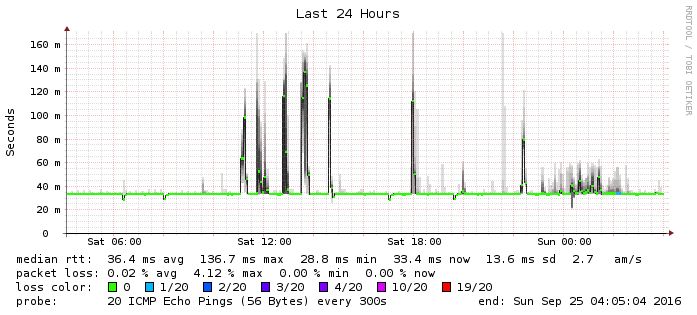 Last 24 Hours
RRDTOOL / TOBI OETIKER
Seconds
160 m
140 m
120 m
100 m
80 m
60 m
40 m
20 m
0
Sat 06:00 Sat 12:00 Sat 18:00 Sun 00:00
median rtt: 36.4 ms avg 136.7 ms max 28.8 ms min 33.4 ms now 13.6 ms sd 2.7 am/s
packet loss: 0.02 % avg 4.12 % max 0.00 % min 0.00 % now
loss color: 0 1/20 2/20 3/20 4/20 10/20 19/20
probe: 20 ICMP Echo Pings (56 Bytes) every 300s end: Sun Sep 25 04:05:04 2016